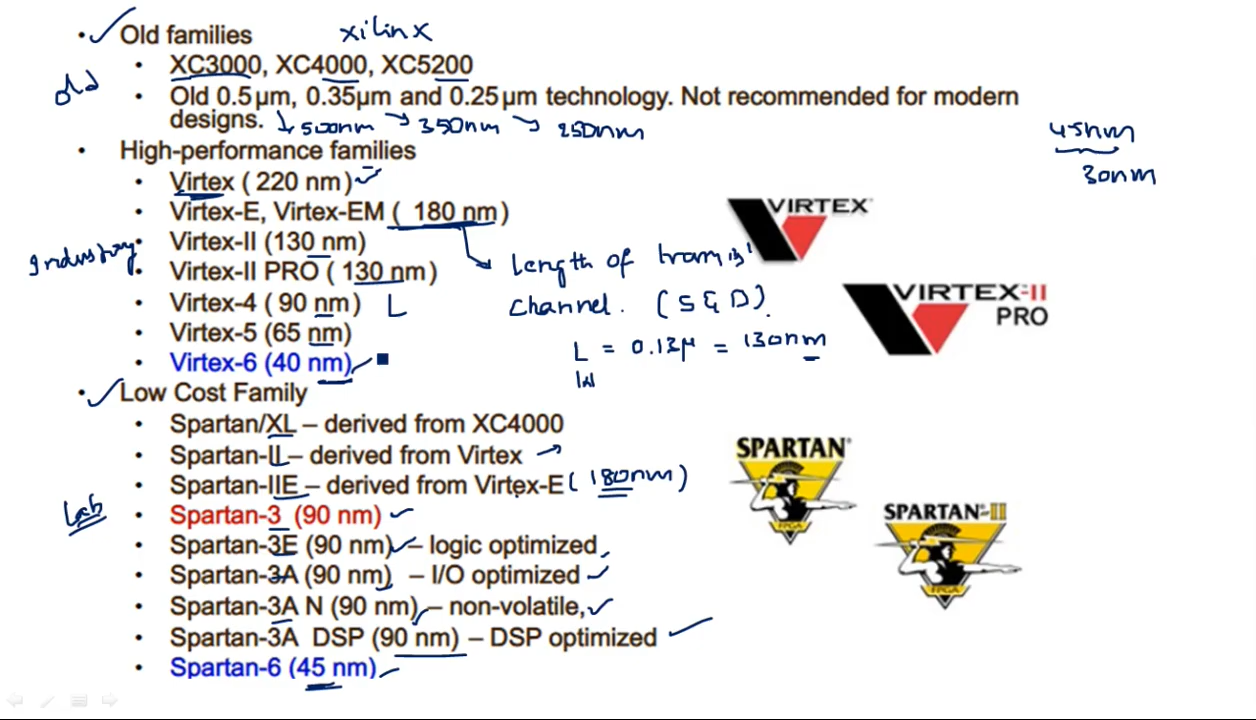 • Old families xilinx
• XC3000, XC4000, XC5200
old
• Old 0.5µm, 0.35µm and 0.25µm technology. Not recommended for modern
designs. 500nm 350nm 250nm
45nm
30nm
• High-performance families
• Virtex ( 220 nm)
• Virtex-E, Virtex-EM ( 180 nm)
• Virtex-II (130 nm)
Industry
• Virtex-II PRO ( 130 nm)
• Virtex-4 ( 90 nm) L
• Virtex-5 (65 nm)
• Virtex-6 (40 nm)
Length of
channel. (S & D).
L = 0.13µ = 130nm
W
VIRTEX
VIRTEX-II
PRO
• Low Cost Family
• Spartan/XL – derived from XC4000
• Spartan-II – derived from Virtex
• Spartan-IIE – derived from Virtex-E (180nm)
Lab
• Spartan-3 (90 nm)
• Spartan-3E (90 nm) – logic optimized
• Spartan-3A (90 nm) – I/O optimized
• Spartan-3A N (90 nm) – non-volatile,
• Spartan-3A DSP (90 nm) – DSP optimized
• Spartan-6 (45 nm)
SPARTAN
FPGA
SPARTAN-II
FPGA